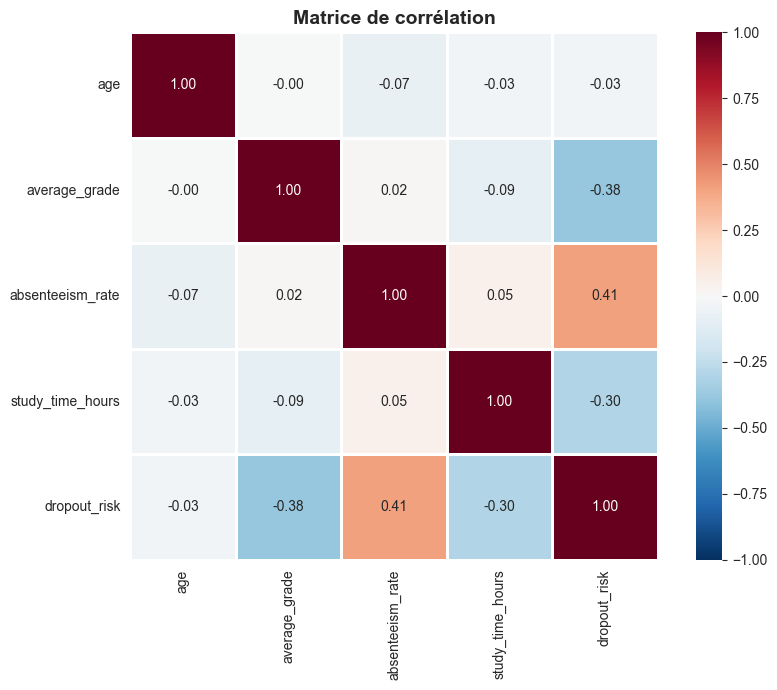 Matrice de corrélation
age 1.00 -0.00 -0.07 -0.03 -0.03
average_grade -0.00 1.00 0.02 -0.09 -0.38
absenteeism_rate -0.07 0.02 1.00 0.05 0.41
study_time_hours -0.03 -0.09 0.05 1.00 -0.30
dropout_risk -0.03 -0.38 0.41 -0.30 1.00
age
average_grade
absenteeism_rate
study_time_hours
dropout_risk
1.00
0.75
0.50
0.25
0.00
−0.25
−0.50
−0.75
−1.00